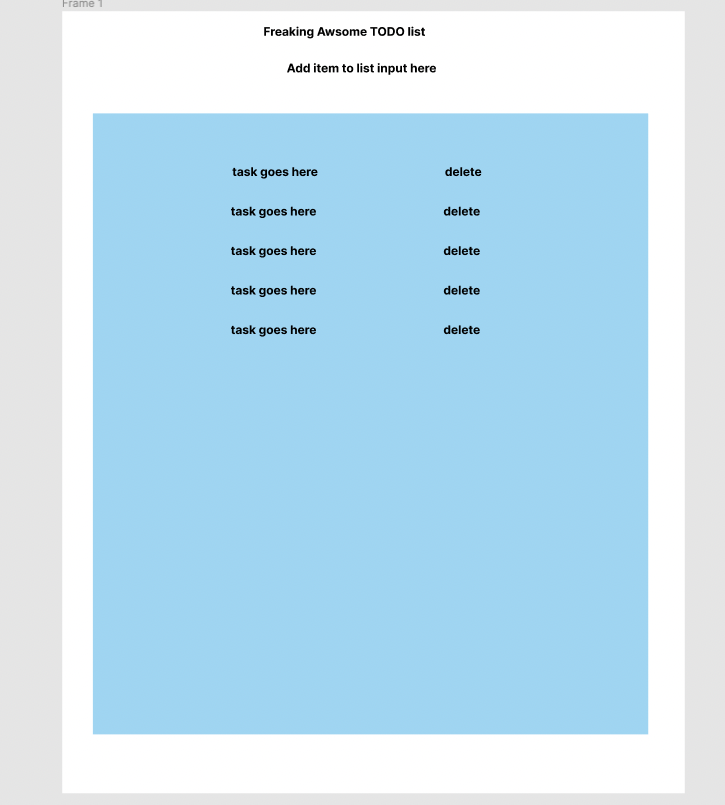 Frame 1
Freaking Awsome TODO list
Add item to list input here
task goes here delete
task goes here delete
task goes here delete
task goes here delete
task goes here delete